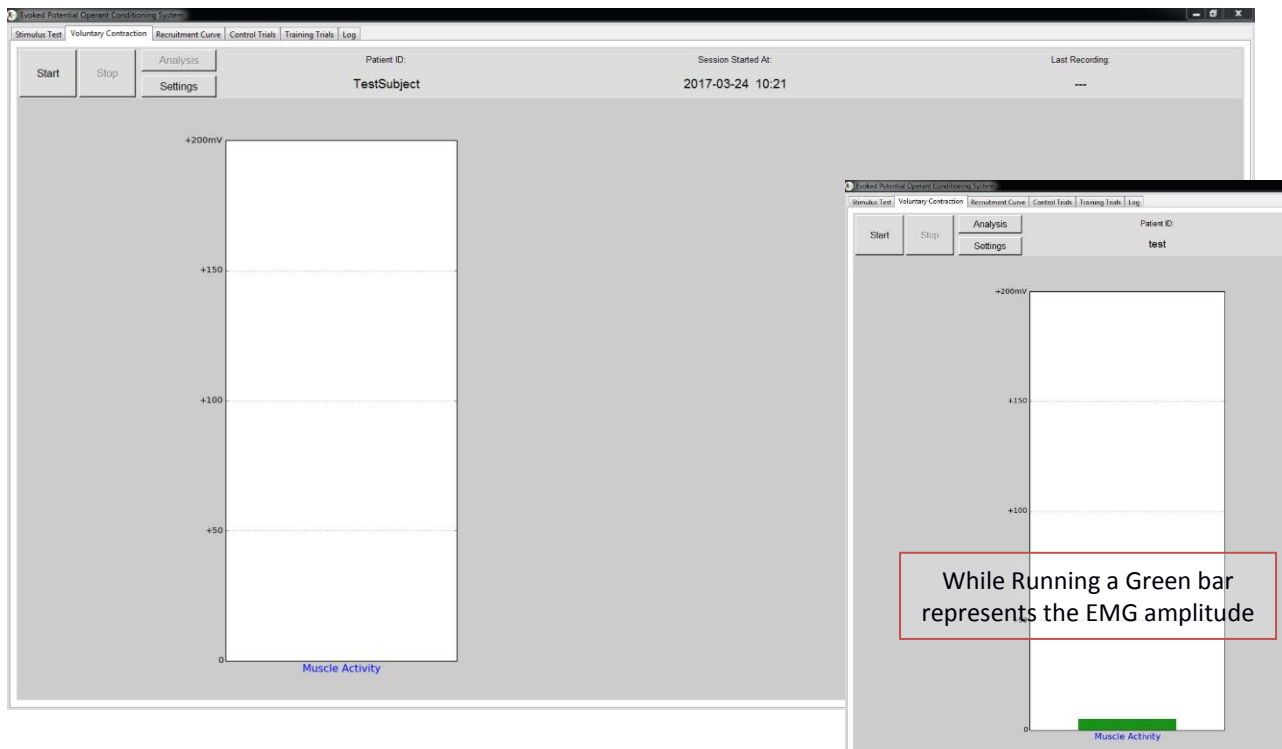 Evoked Potential Operant Conditioning System
Stimulus Test Voluntary Contraction Recruitment Curve Control Trials Training Trials Log
Start Stop Analysis Settings
Patient ID: Session Started At: Last Recording:
TestSubject 2017-03-24 10:21 ---
+200mV
+150
+100
+50
0
Muscle Activity
Evoked Potential Operant Conditioning System
Stimulus Test Voluntary Contraction Recruitment Curve Control Trials Training Trials Log
Start Stop Analysis Settings
Patient ID:
test
+200mV
+150
+100
While Running a Green bar
represents the EMG amplitude
0
Muscle Activity